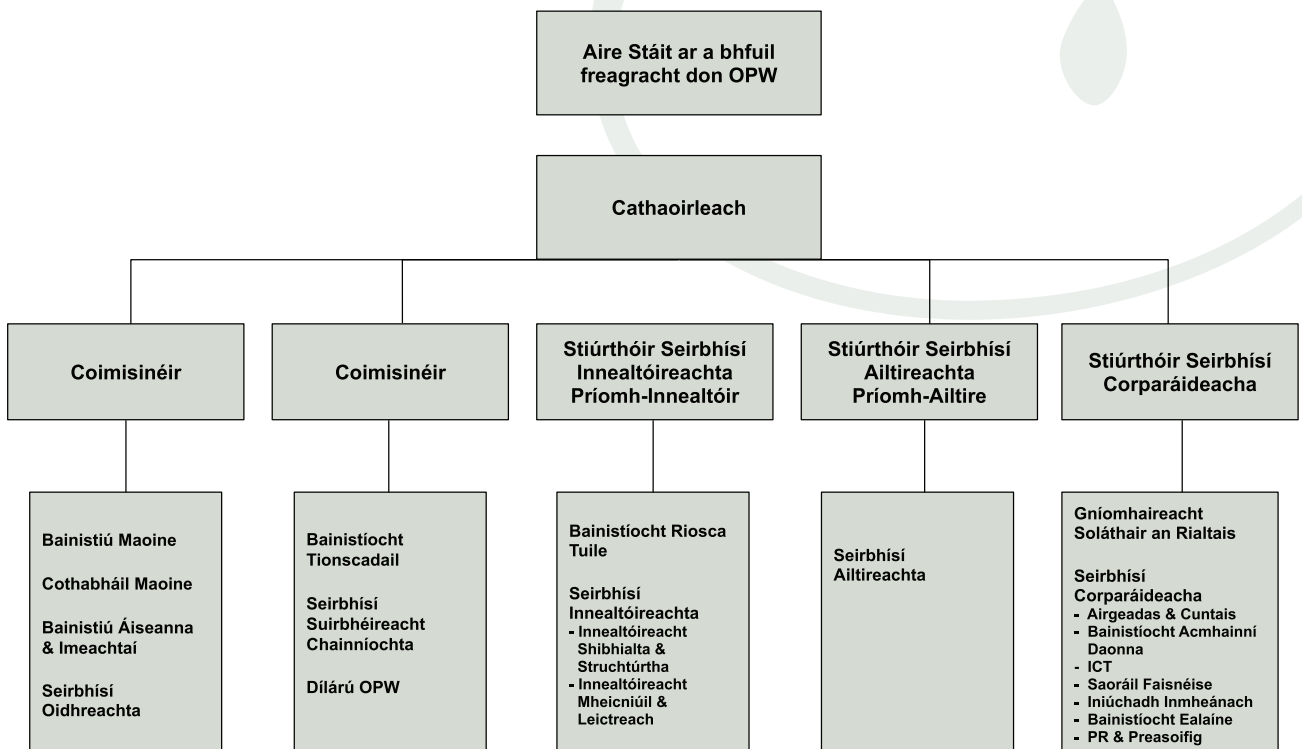 Aire Stáit ar a bhfuil
freagracht don OPW
Cathaoirleach
Coimisinéir
Coimisinéir
Stiúrthóir Seirbhísí
Innealtóireachta
Príomh-Innealtóir
Stiúrthóir Seirbhísí
Ailtireachta
Príomh-Ailtire
Stiúrthóir Seirbhísí
Corparáideacha
Bainistiú Maoine
Cothabháil Maoine
Bainistiú Áiseanna
& Imeachtaí
Seirbhísí
Oidhreachta
Bainistíocht
Tionscadail
Seirbhísí
Suirbhéireacht
Chainníochta
Dílárú OPW
Bainistíocht Riosca
Tuile
Seirbhísí
Innealtóireachta
- Innealtóireacht
Shibhialta &
Struchtúrtha
- Innealtóireacht
Mheicniúil &
Leictreach
Seirbhísí
Ailtireachta
Gníomhaireacht
Soláthair an Rialtais
Seirbhísí
Corparáideacha
- Airgeadas & Cuntais
- Bainistíocht Acmhainní
Daonna
- ICT
- Saoráil Faisnéise
- Iniúchadh Inmheánach
- Bainistíocht Ealaíne
- PR & Preasoifig